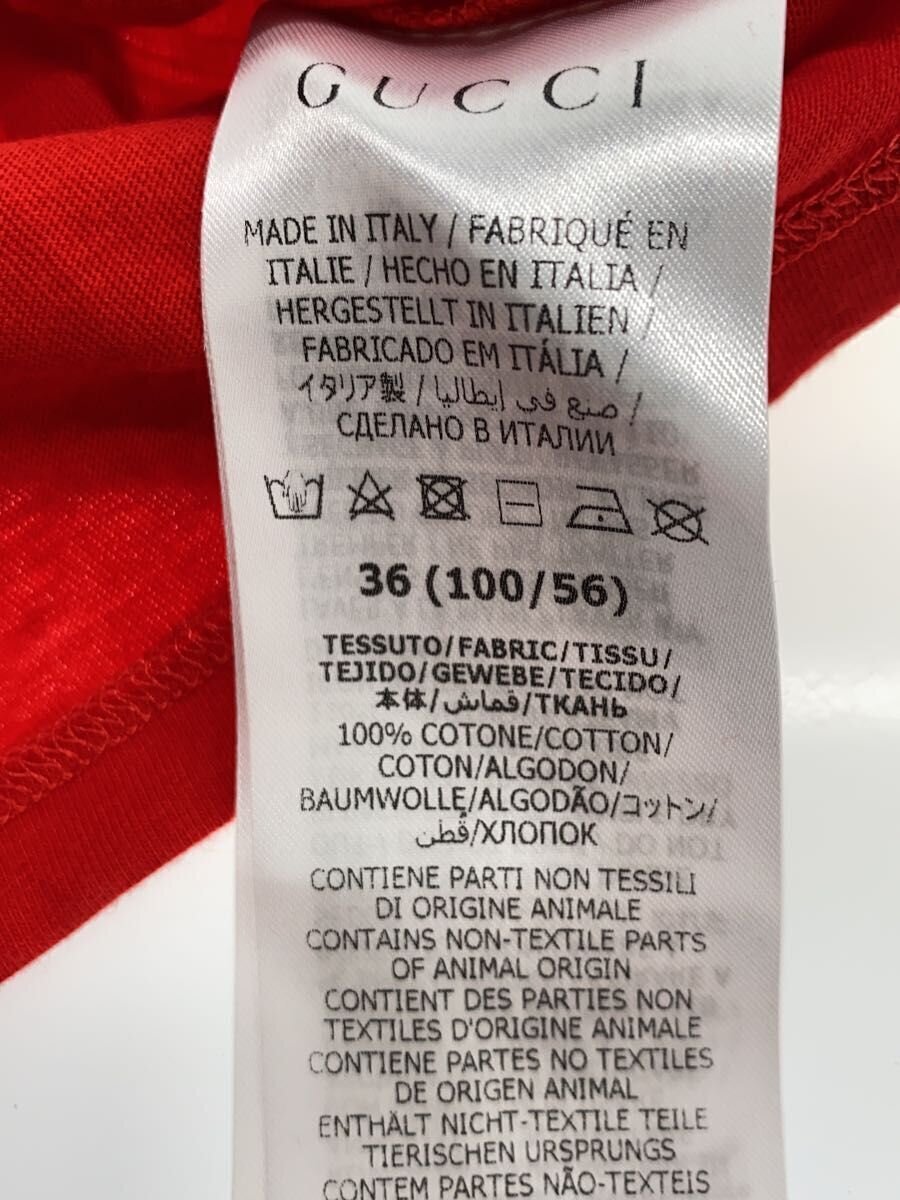 GUCCI
MADE IN ITALY / FABRIQUÉ EN
ITALIE / HECHO EN ITALIA /
HERGESTELLT IN ITALIEN /
FABRICADO EM ITÁLIA /
イタリア製 / صنع في إيطاليا /
СДЕЛАНО В ИТАЛИИ
36 (100/56)
TESSUTO/FABRIC/TISSU/
TEJIDO/GEWEBE/TECIDO/
本体/قماش/ТКАНЬ
100% COTONE/COTTON/
COTON/ALGODON/
BAUMWOLLE/ALGODÃO/コットン/
قُطن/ХЛОПОК
CONTIENE PARTI NON TESSILI
DI ORIGINE ANIMALE
CONTAINS NON-TEXTILE PARTS
OF ANIMAL ORIGIN
CONTIENT DES PARTIES NON
TEXTILES D'ORIGINE ANIMALE
CONTIENE PARTES NO TEXTILES
DE ORIGEN ANIMAL
ENTHÄLT NICHT-TEXTILE TEILE
TIERISCHEN URSPRUNGS
CONTEM PARTES NÃO-TEXTEIS